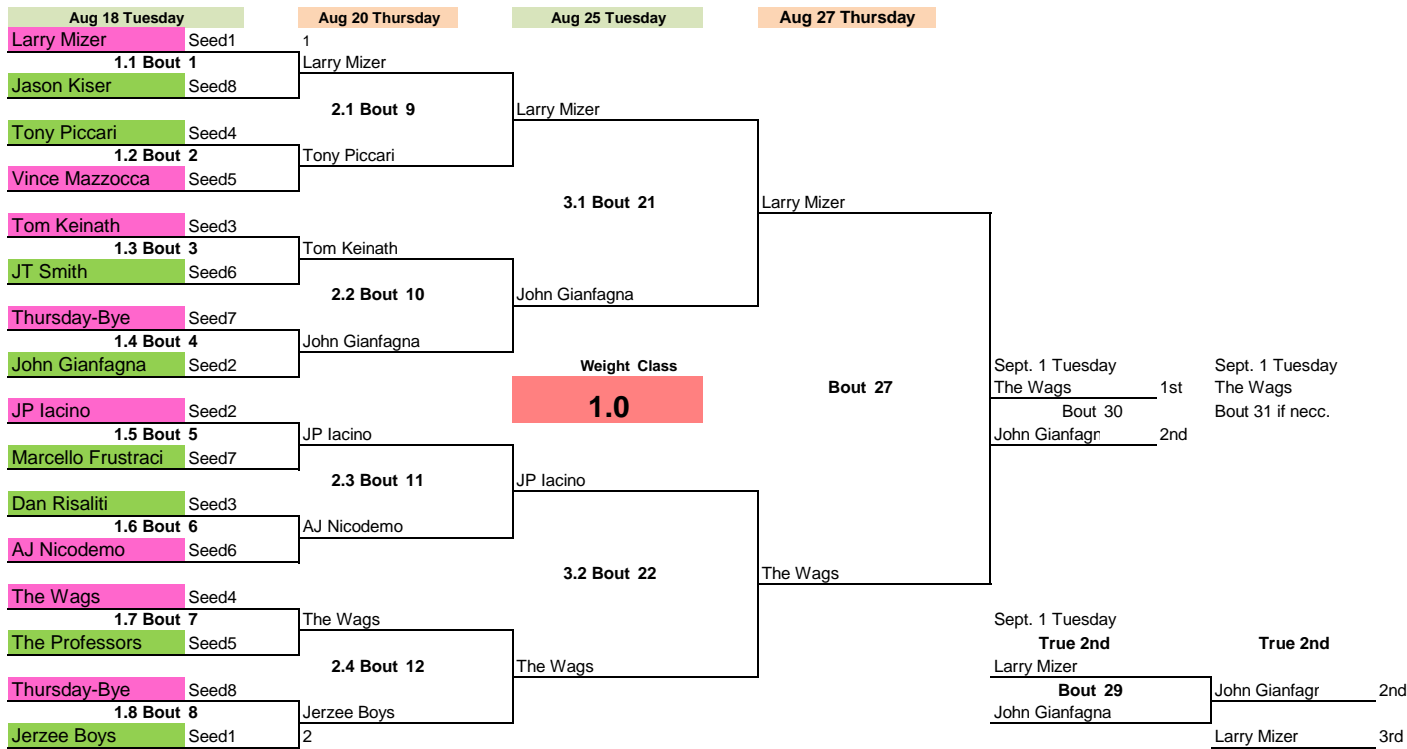 Aug 18 Tuesday Aug 20 Thursday Aug 25 Tuesday Aug 27 Thursday
Larry Mizer Seed1 1
1.1 Bout 1 Larry Mizer
Jason Kiser Seed8
2.1 Bout 9 Larry Mizer
Tony Piccari Seed4
1.2 Bout 2 Tony Piccari
Vince Mazzocca Seed5
3.1 Bout 21 Larry Mizer
Tom Keinath Seed3
1.3 Bout 3 Tom Keinath
JT Smith Seed6
2.2 Bout 10 John Gianfagna
Thursday-Bye Seed7
1.4 Bout 4 John Gianfagna
John Gianfagna Seed2 Weight Class Sept. 1 Tuesday Sept. 1 Tuesday
Bout 27 The Wags 1st The Wags
JP Iacino Seed2 1.0 Bout 30 Bout 31 if necc.
1.5 Bout 5 JP Iacino John Gianfagr 2nd
Marcello Frustraci Seed7
2.3 Bout 11 JP Iacino
Dan Risaliti Seed3
1.6 Bout 6 AJ Nicodemo
AJ Nicodemo Seed6
3.2 Bout 22 The Wags
The Wags Seed4
1.7 Bout 7 The Wags Sept. 1 Tuesday
The Professors Seed5 True 2nd True 2nd
2.4 Bout 12 The Wags Larry Mizer
Thursday-Bye Seed8 Bout 29 John Gianfagr 2nd
1.8 Bout 8 Jerzee Boys John Gianfagna
Jerzee Boys Seed1 2 Larry Mizer 3rd